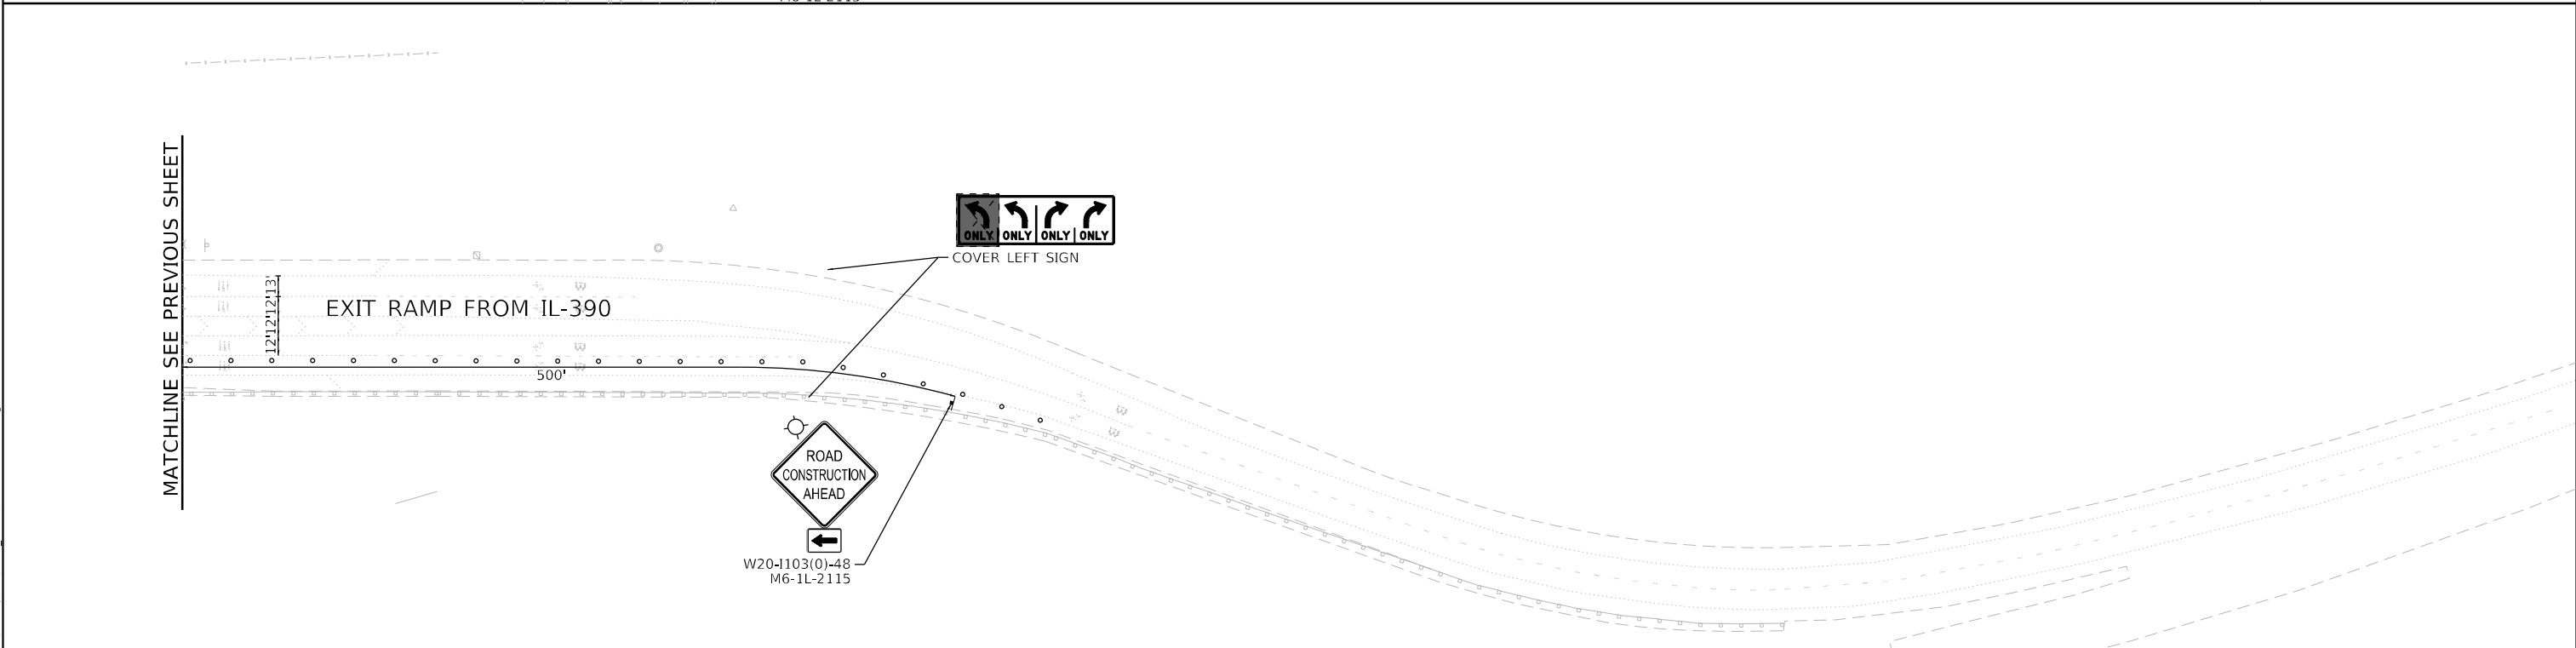 MATCHLINE SEE PREVIOUS SHEET
12'12'12'13'
EXIT RAMP FROM IL-390
500'
ONLY ONLY ONLY ONLY
COVER LEFT SIGN
ROAD
CONSTRUCTION
AHEAD
W20-I103(0)-48
M6-1L-2115